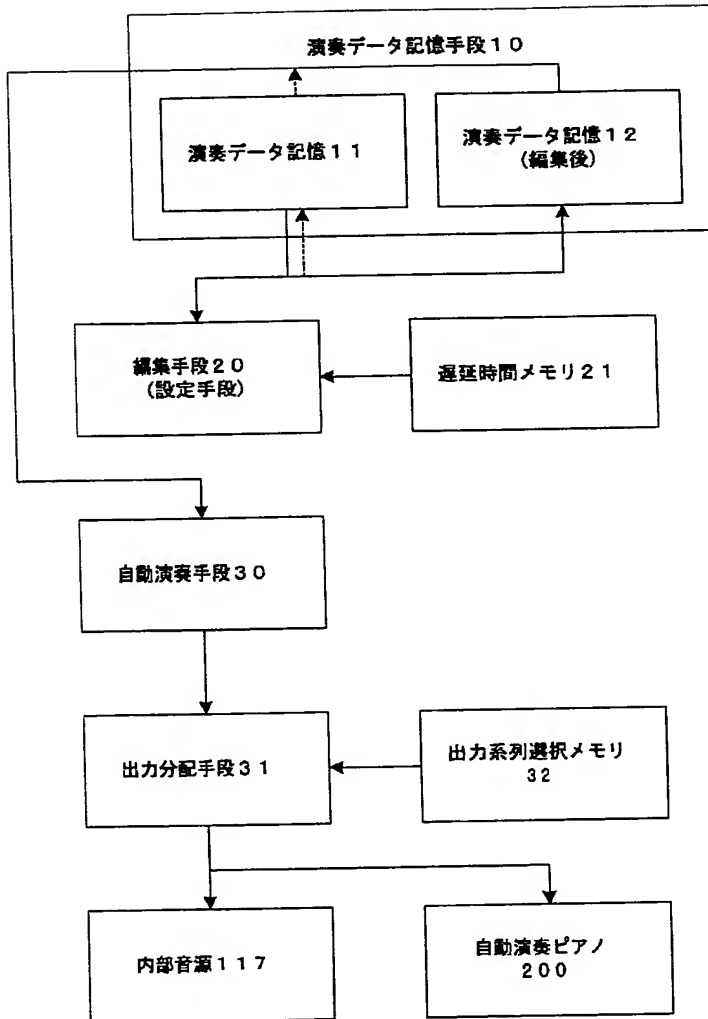 演奏データ記憶手段１０
演奏データ記憶１１
演奏データ記憶１２
(編集後)
編集手段２０
(設定手段)
遅延時間メモリ２１
自動演奏手段３０
出力分配手段３１
出力系列選択メモリ
３２
内部音源１１７
自動演奏ピアノ
２００